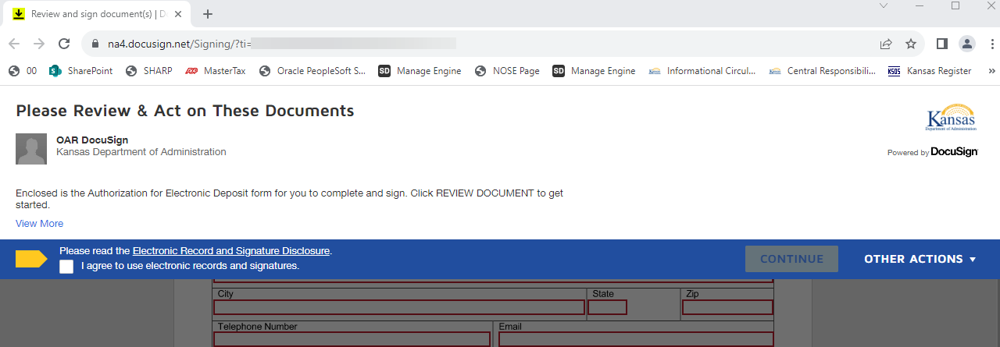 Review and sign document(s) | D
na4.docusign.net/Signing/?ti=
00 SharePoint SHARP MasterTax Oracle PeopleSoft S... SD Manage Engine NOSE Page SD Manage Engine Informational Circul... Central Responsibili... KSOS Kansas Register »
Please Review & Act on These Documents
Kansas
Department of Administration
OAR DocuSign
Kansas Department of Administration
Powered by DocuSign
Enclosed is the Authorization for Electronic Deposit form for you to complete and sign. Click REVIEW DOCUMENT to get
started.
View More
Please read the Electronic Record and Signature Disclosure.
I agree to use electronic records and signatures.
CONTINUE
OTHER ACTIONS
City State Zip
Telephone Number Email